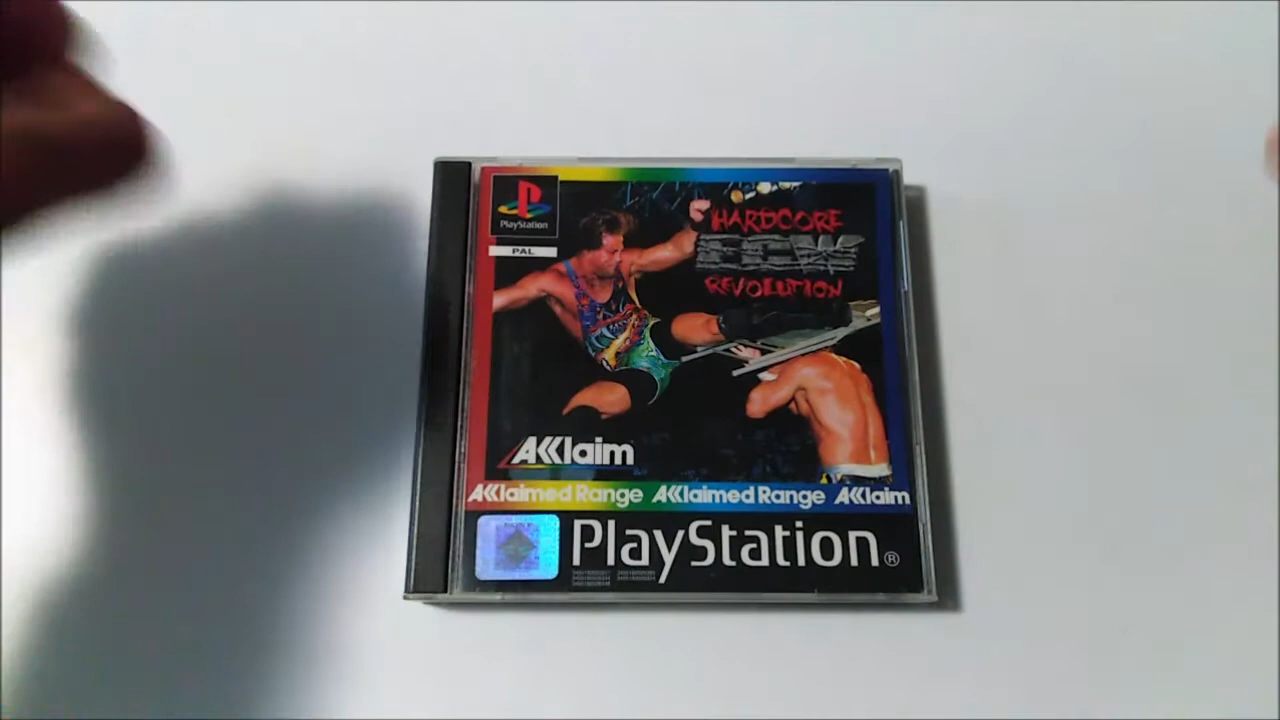 PlayStation
PAL
HARDCORE
ECW
REVOLUTION
AKKlaim
AKKlaimed Range AKKlaimed Range AKKlaim
PlayStation®